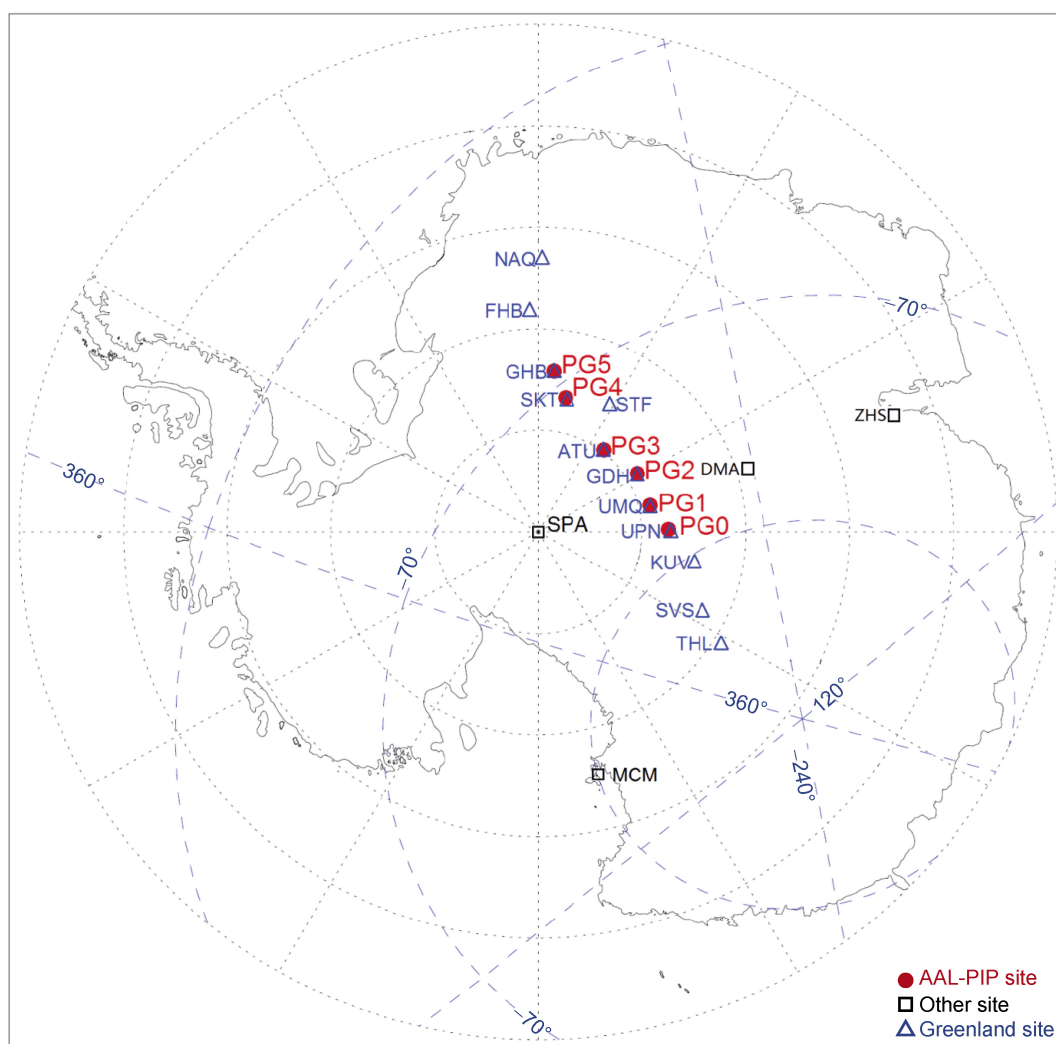 NAQ
-70°
FHB
GHB PG5
SKT PG4
STF
ZHS
ATU PG3
GDH PG2
DMA
360°
UMQ PG1
SPA
UPN PG0
KUV
-70°
SVS
THL
360°
120°
-240°
MCM
-70°
AAL-PIP site
Other site
Greenland site